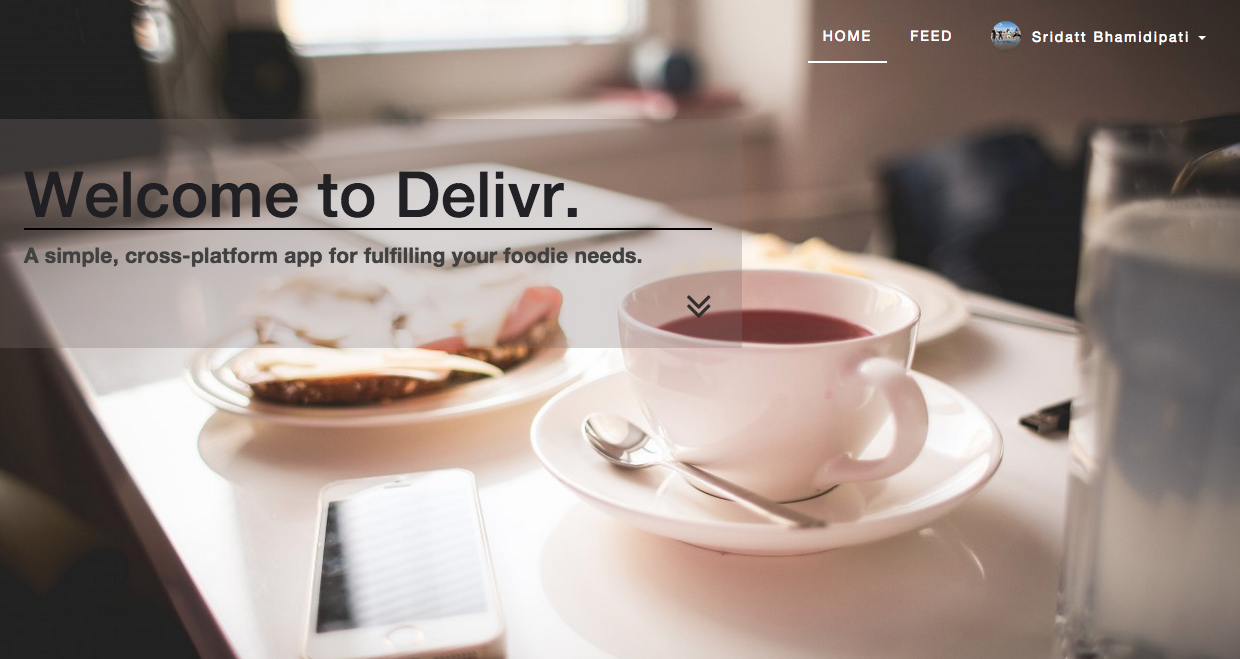 HOME FEED Sridatt Bhamidipati
Welcome to Delivr.
A simple, cross-platform app for fulfilling your foodie needs.